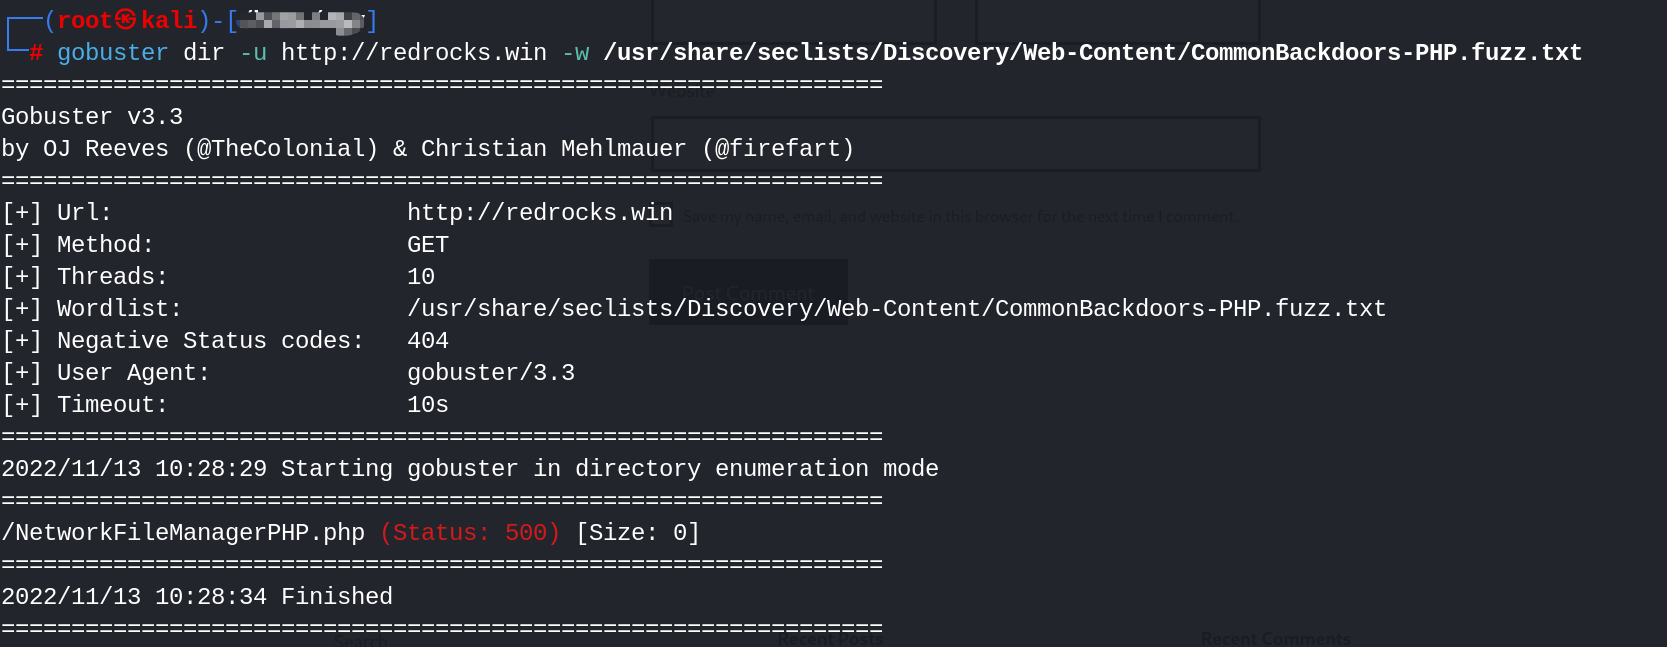 (root㉿kali)-[]
# gobuster dir -u http://redrocks.win -w /usr/share/seclists/Discovery/Web-Content/CommonBackdoors-PHP.fuzz.txt
===============================================================
Gobuster v3.3
by OJ Reeves (@TheColonial) & Christian Mehlmauer (@firefart)
===============================================================
[+] Url:                     http://redrocks.win
Save my name, email, and website in this browser for the next time I comment.
[+] Method:                  GET
[+] Threads:                 10
Post Comment
[+] Wordlist:                /usr/share/seclists/Discovery/Web-Content/CommonBackdoors-PHP.fuzz.txt
[+] Negative Status codes:   404
[+] User Agent:              gobuster/3.3
[+] Timeout:                 10s
===============================================================
2022/11/13 10:28:29 Starting gobuster in directory enumeration mode
===============================================================
/NetworkFileManagerPHP.php (Status: 500) [Size: 0]
===============================================================
2022/11/13 10:28:34 Finished
===============================================================
Search Recent Posts Recent Comments